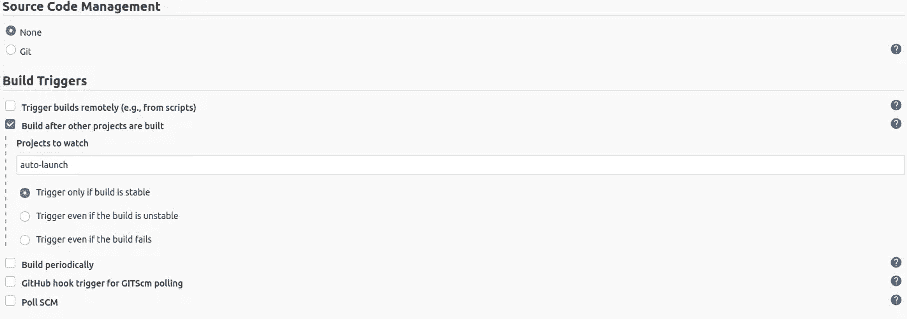 Source Code Management
None
Git
Build Triggers
Trigger builds remotely (e.g., from scripts)
Build after other projects are built
Projects to watch
auto-launch
Trigger only if build is stable
Trigger even if the build is unstable
Trigger even if the build fails
Build periodically
GitHub hook trigger for GITScm polling
Poll SCM